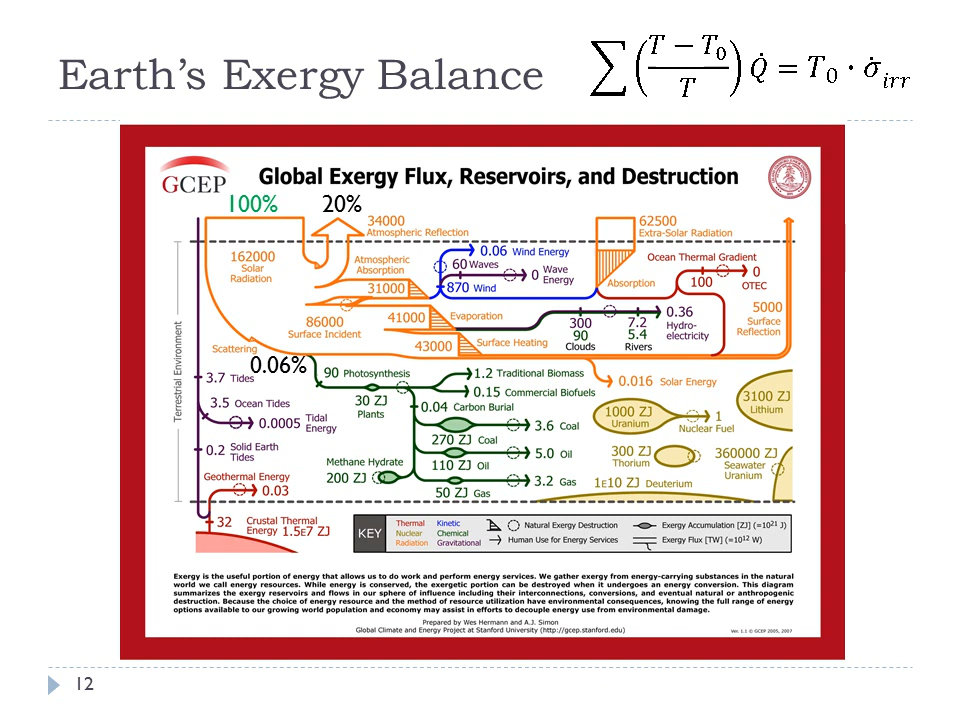 Earth's Exergy Balance
∑ ( (T − T₀) / T ) Q̇ = T₀ · σ̇ᵢᵣᵣ
GCEP
Global Exergy Flux, Reservoirs, and Destruction
100%
20%
34000
Atmospheric Reflection
62500
Extra-Solar Radiation
162000
Solar
Radiation
Atmospheric
Absorption
31000
0.06 Wind Energy
60 Waves
0 Wave
Energy
870 Wind
Absorption
Ocean Thermal Gradient
100
0
OTEC
86000
Surface Incident
41000
Evaporation
43000
Surface Heating
300
90
Clouds
7.2
5.4
Rivers
0.36
Hydro-
electricity
5000
Surface
Reflection
Scattering
0.06%
Terrestrial Environment
3.7 Tides
3.5 Ocean Tides
0.0005 Tidal
Energy
0.2 Solid Earth
Tides
Geothermal Energy
0.03
32 Crustal Thermal
Energy 1.5E7 ZJ
90 Photosynthesis
30 ZJ
Plants
1.2 Traditional Biomass
0.15 Commercial Biofuels
0.04 Carbon Burial
3.6 Coal
270 ZJ Coal
5.0 Oil
110 ZJ Oil
3.2 Gas
50 ZJ Gas
Methane Hydrate
200 ZJ
0.016 Solar Energy
1000 ZJ
Uranium
1
Nuclear Fuel
3100 ZJ
Lithium
300 ZJ
Thorium
360000 ZJ
Seawater
Uranium
1E10 ZJ Deuterium
KEY
Thermal Kinetic
Nuclear Chemical
Radiation Gravitational
Natural Exergy Destruction
Human Use for Energy Services
Exergy Accumulation [ZJ] (=10²¹ J)
Exergy Flux [TW] (=10¹² W)
Exergy is the useful portion of energy that allows us to do work and perform energy services. We gather exergy from energy-carrying substances in the natural
world we call energy resources. While energy is conserved, the exergetic portion can be destroyed when it undergoes an energy conversion. This diagram
summarizes the exergy reservoirs and flows in our sphere of influence including their interconnections, conversions, and eventual natural or anthropogenic
destruction. Because the choice of energy resource and the method of resource utilization have environmental consequences, knowing the full range of energy
options available to our growing world population and economy may assist in efforts to decouple energy use from environmental damage.
Prepared by Wes Hermann and A.J. Simon
Global Climate and Energy Project at Stanford University (http://gcep.stanford.edu)
Ver. 1.1 © GCEP 2005, 2007
12